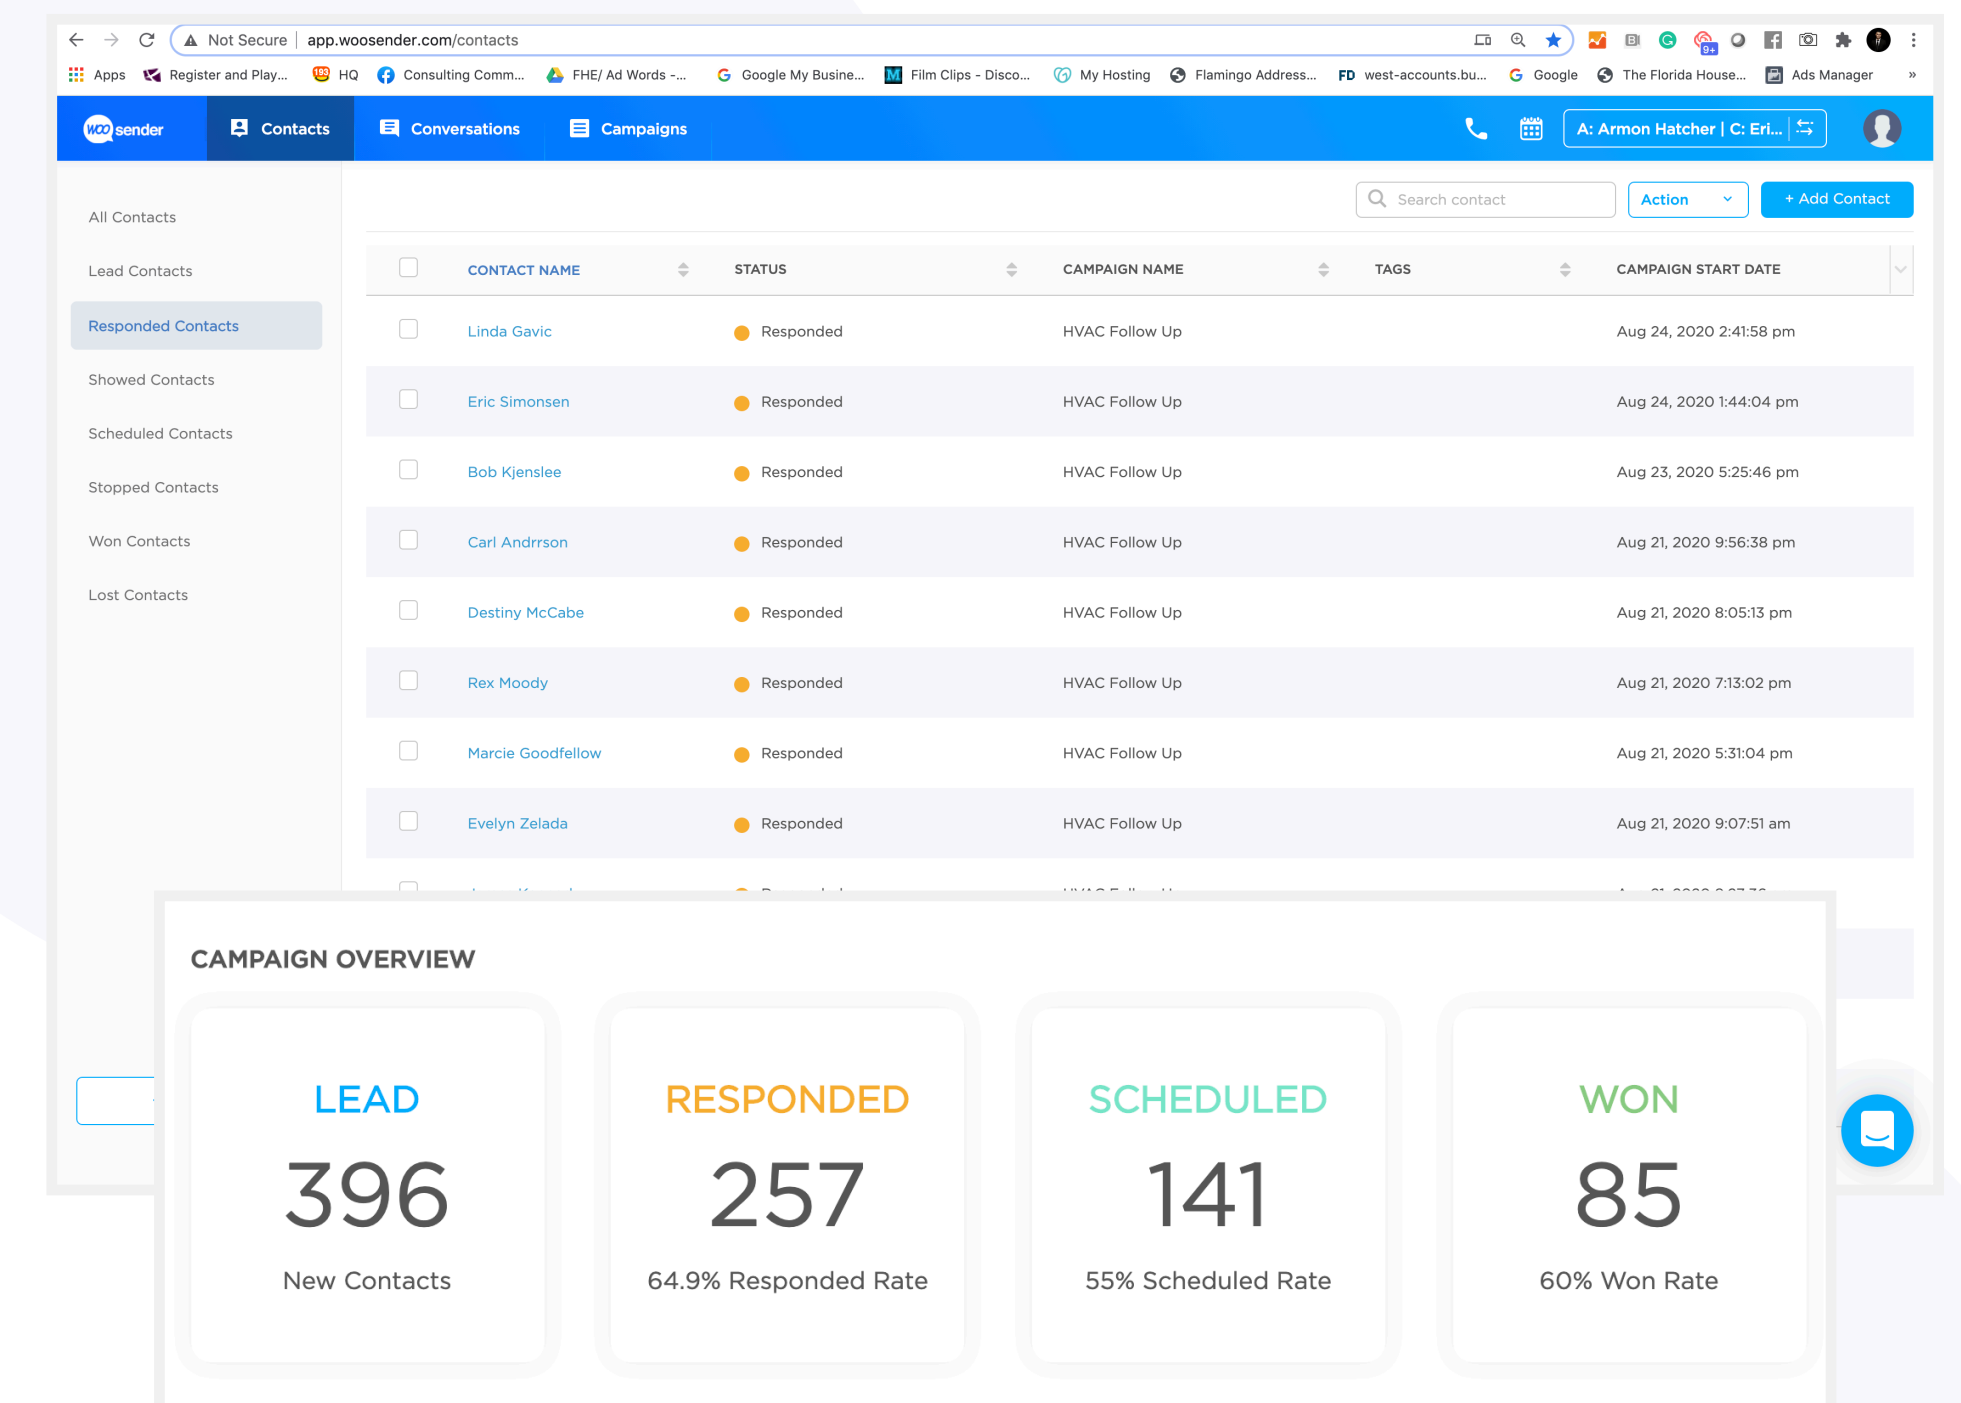 Not Secure | app.woosender.com/contacts
9+
Apps Register and Play... 193 HQ Consulting Comm... FHE/ Ad Words -... Google My Busine... M Film Clips - Disco... My Hosting Flamingo Address... FD west-accounts.bu... Google The Florida House... Ads Manager »
woo sender Contacts Conversations Campaigns A: Armon Hatcher | C: Eri...
Search contact Action + Add Contact
All Contacts
Lead Contacts
Responded Contacts
Showed Contacts
Scheduled Contacts
Stopped Contacts
Won Contacts
Lost Contacts
CONTACT NAME STATUS CAMPAIGN NAME TAGS CAMPAIGN START DATE
Linda Gavic Responded HVAC Follow Up Aug 24, 2020 2:41:58 pm
Eric Simonsen Responded HVAC Follow Up Aug 24, 2020 1:44:04 pm
Bob Kjenslee Responded HVAC Follow Up Aug 23, 2020 5:25:46 pm
Carl Andrrson Responded HVAC Follow Up Aug 21, 2020 9:56:38 pm
Destiny McCabe Responded HVAC Follow Up Aug 21, 2020 8:05:13 pm
Rex Moody Responded HVAC Follow Up Aug 21, 2020 7:13:02 pm
Marcie Goodfellow Responded HVAC Follow Up Aug 21, 2020 5:31:04 pm
Evelyn Zelada Responded HVAC Follow Up Aug 21, 2020 9:07:51 am
CAMPAIGN OVERVIEW
LEAD
396
New Contacts
RESPONDED
257
64.9% Responded Rate
SCHEDULED
141
55% Scheduled Rate
WON
85
60% Won Rate